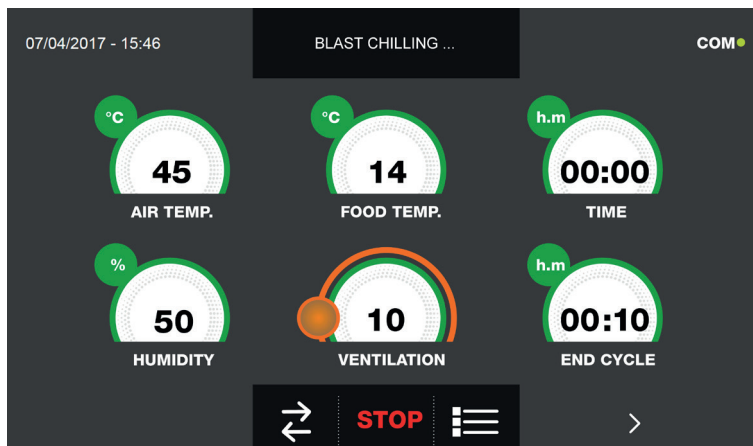 07/04/2017 - 15:46
BLAST CHILLING ...
COM
°C
45
AIR TEMP.
°C
14
FOOD TEMP.
h.m
00:00
TIME
%
50
HUMIDITY
10
VENTILATION
h.m
00:10
END CYCLE
STOP